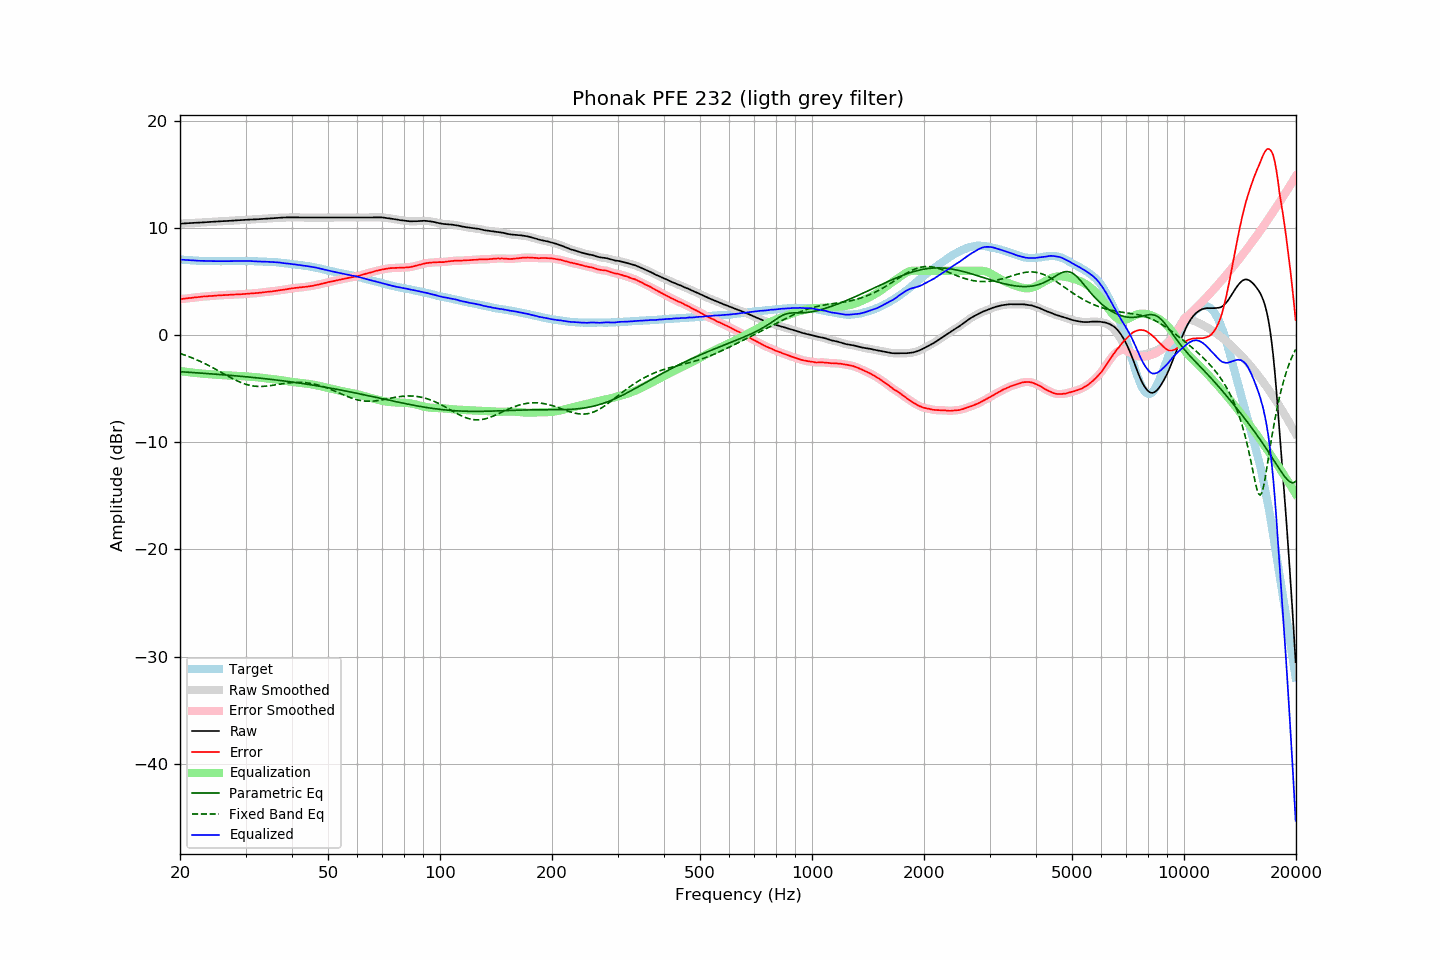 Phonak PFE 232 (ligth grey filter)
20
10
0
−10
−20
−30
−40
Amplitude (dBr)
Target
Raw Smoothed
Error Smoothed
Raw
Error
Equalization
Parametric Eq
Fixed Band Eq
Equalized
20 50 100 200 500 1000 2000 5000 10000 20000
Frequency (Hz)